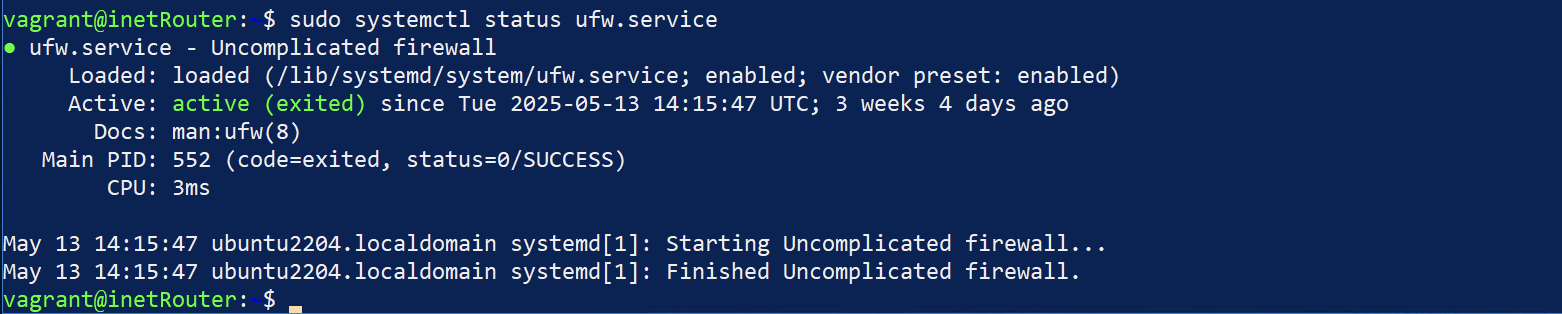 vagrant@inetRouter:~$ sudo systemctl status ufw.service
● ufw.service - Uncomplicated firewall
     Loaded: loaded (/lib/systemd/system/ufw.service; enabled; vendor preset: enabled)
     Active: active (exited) since Tue 2025-05-13 14:15:47 UTC; 3 weeks 4 days ago
       Docs: man:ufw(8)
   Main PID: 552 (code=exited, status=0/SUCCESS)
        CPU: 3ms

May 13 14:15:47 ubuntu2204.localdomain systemd[1]: Starting Uncomplicated firewall...
May 13 14:15:47 ubuntu2204.localdomain systemd[1]: Finished Uncomplicated firewall.
vagrant@inetRouter:~$